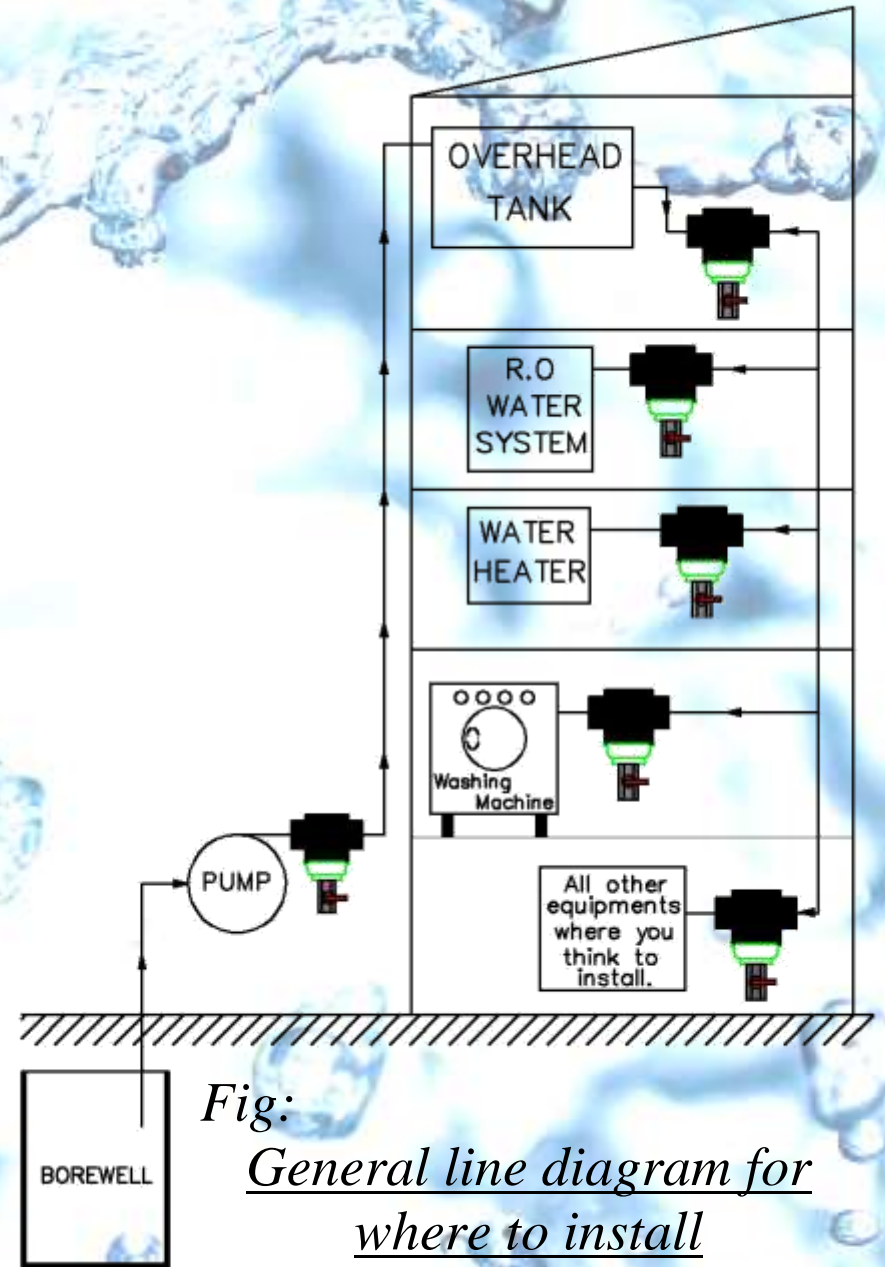 OVERHEAD
TANK
R.O
WATER
SYSTEM
WATER
HEATER
Washing
Machine
PUMP
All other
equipments
where you
think to
install.
BOREWELL
Fig:
General line diagram for
where to install